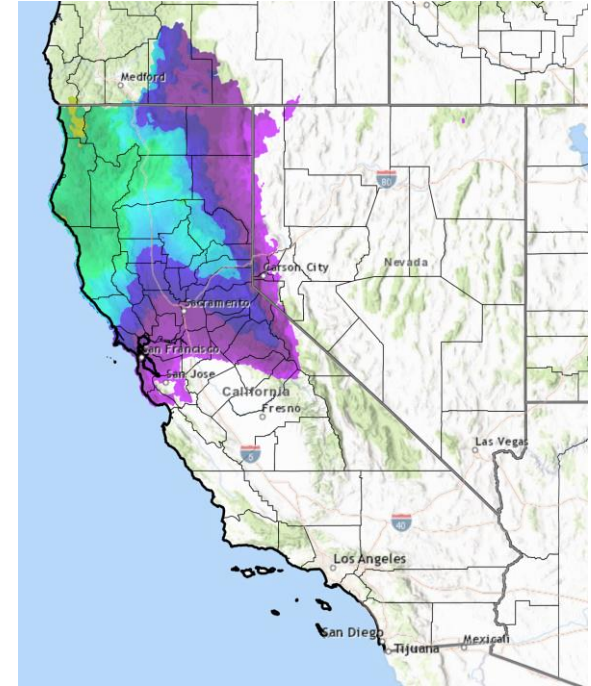 Medford
80
Carson City
Nevada
Sacramento
San Francisco
San Jose
California
Fresno
Las Vegas
5
40
Los Angeles
San Diego
Tijuana
Mexicali